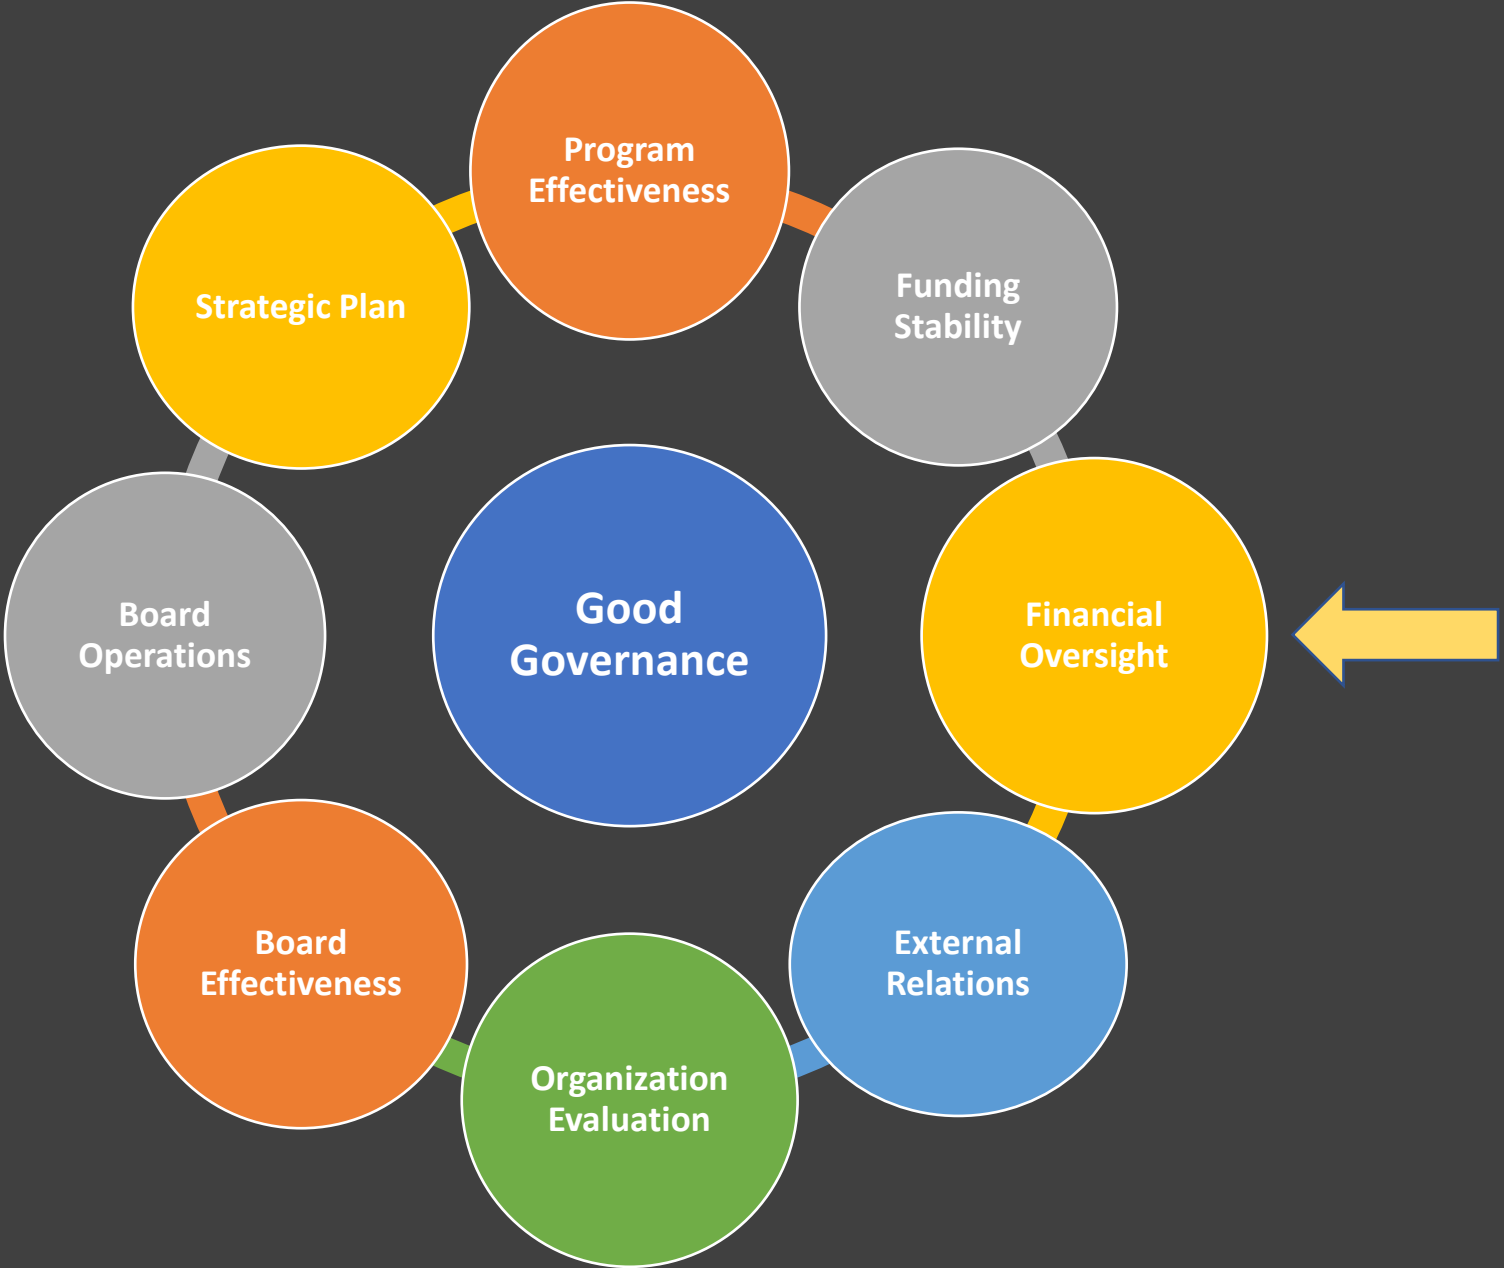 Program
Effectiveness
Funding
Stability
Financial
Oversight
External
Relations
Organization
Evaluation
Board
Effectiveness
Board
Operations
Strategic Plan
Good
Governance